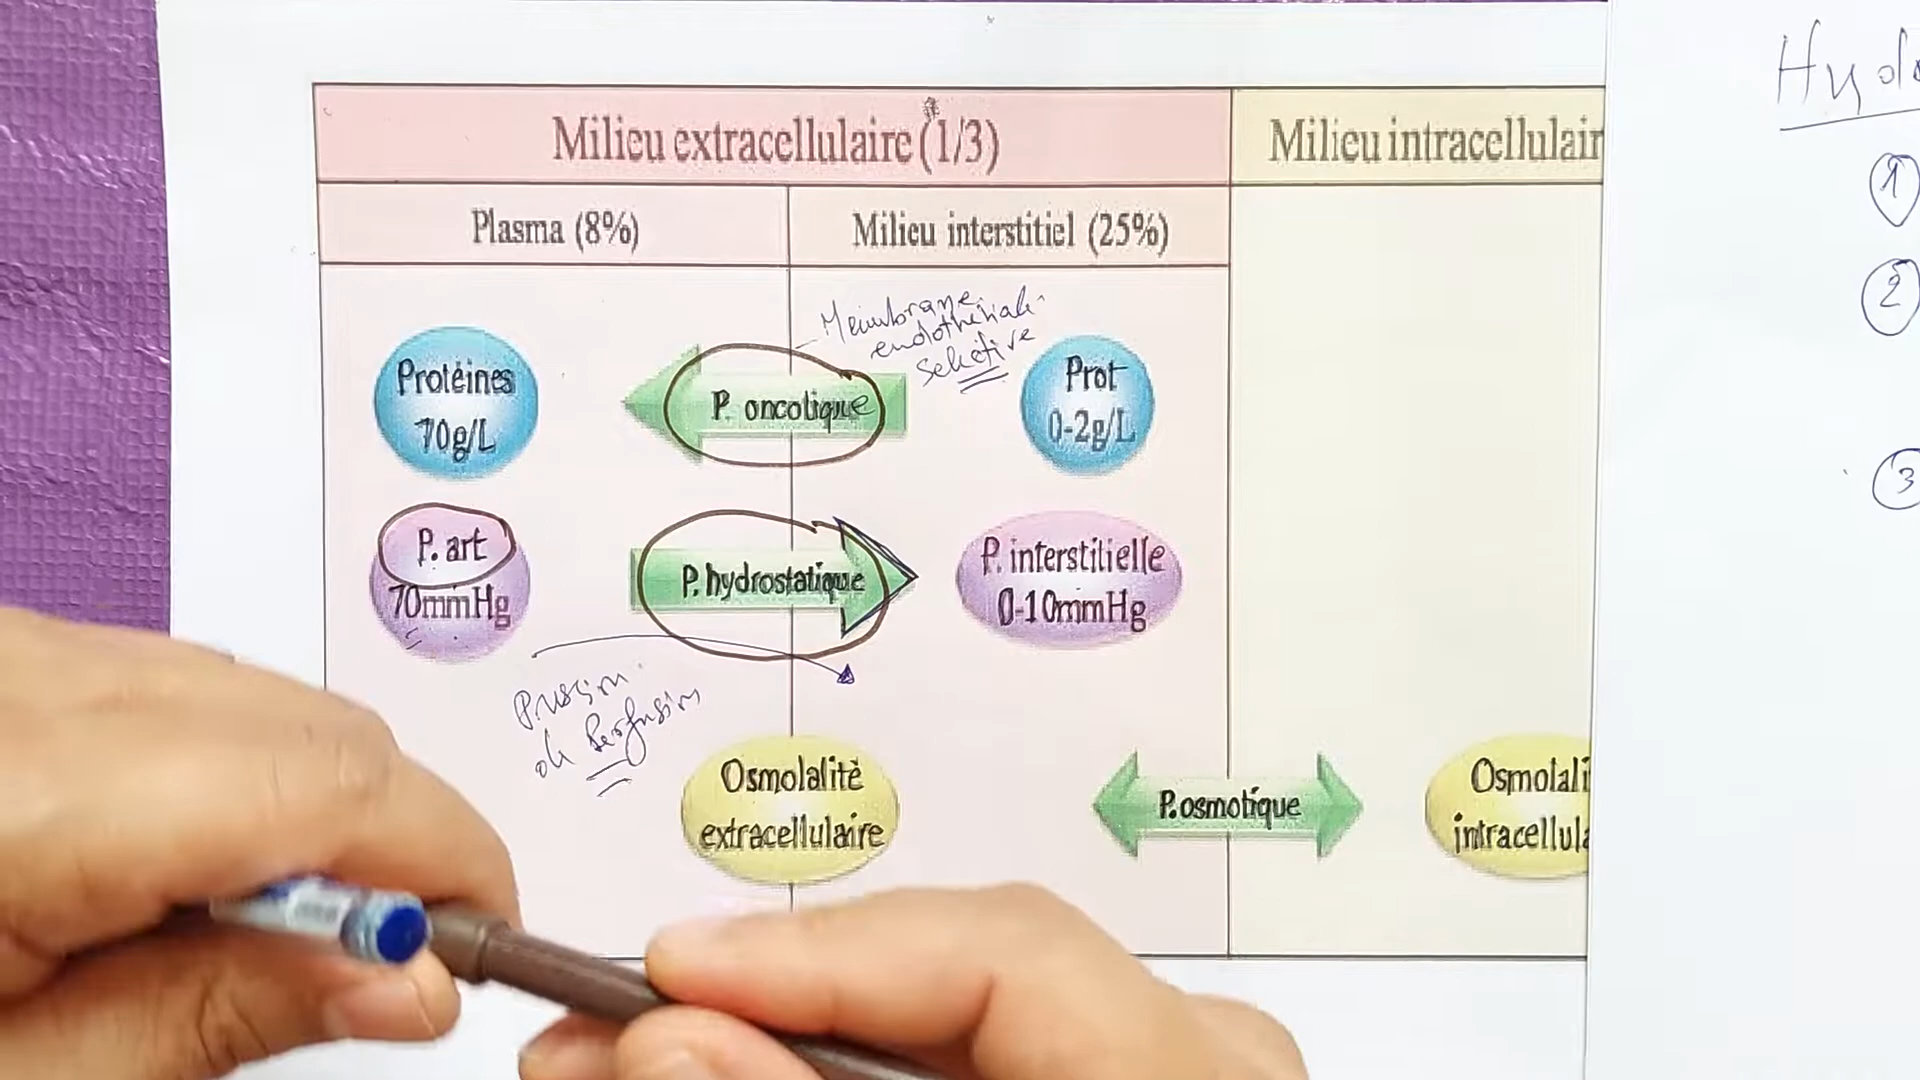 Milieu extracellulaire (1/3)
Milieu intracellulair
Plasma (8%)
Milieu interstitiel (25%)
Membrane
endothéliale
sélective
Protéines
70g/L
P. oncotique
Prot
0-2g/L
P. art
70mmHg
P. hydrostatique
P. interstitielle
0-10mmHg
Pression
de Perfusion
Osmolalité
extracellulaire
P. osmotique
Osmolali
intracellula
1
2
3